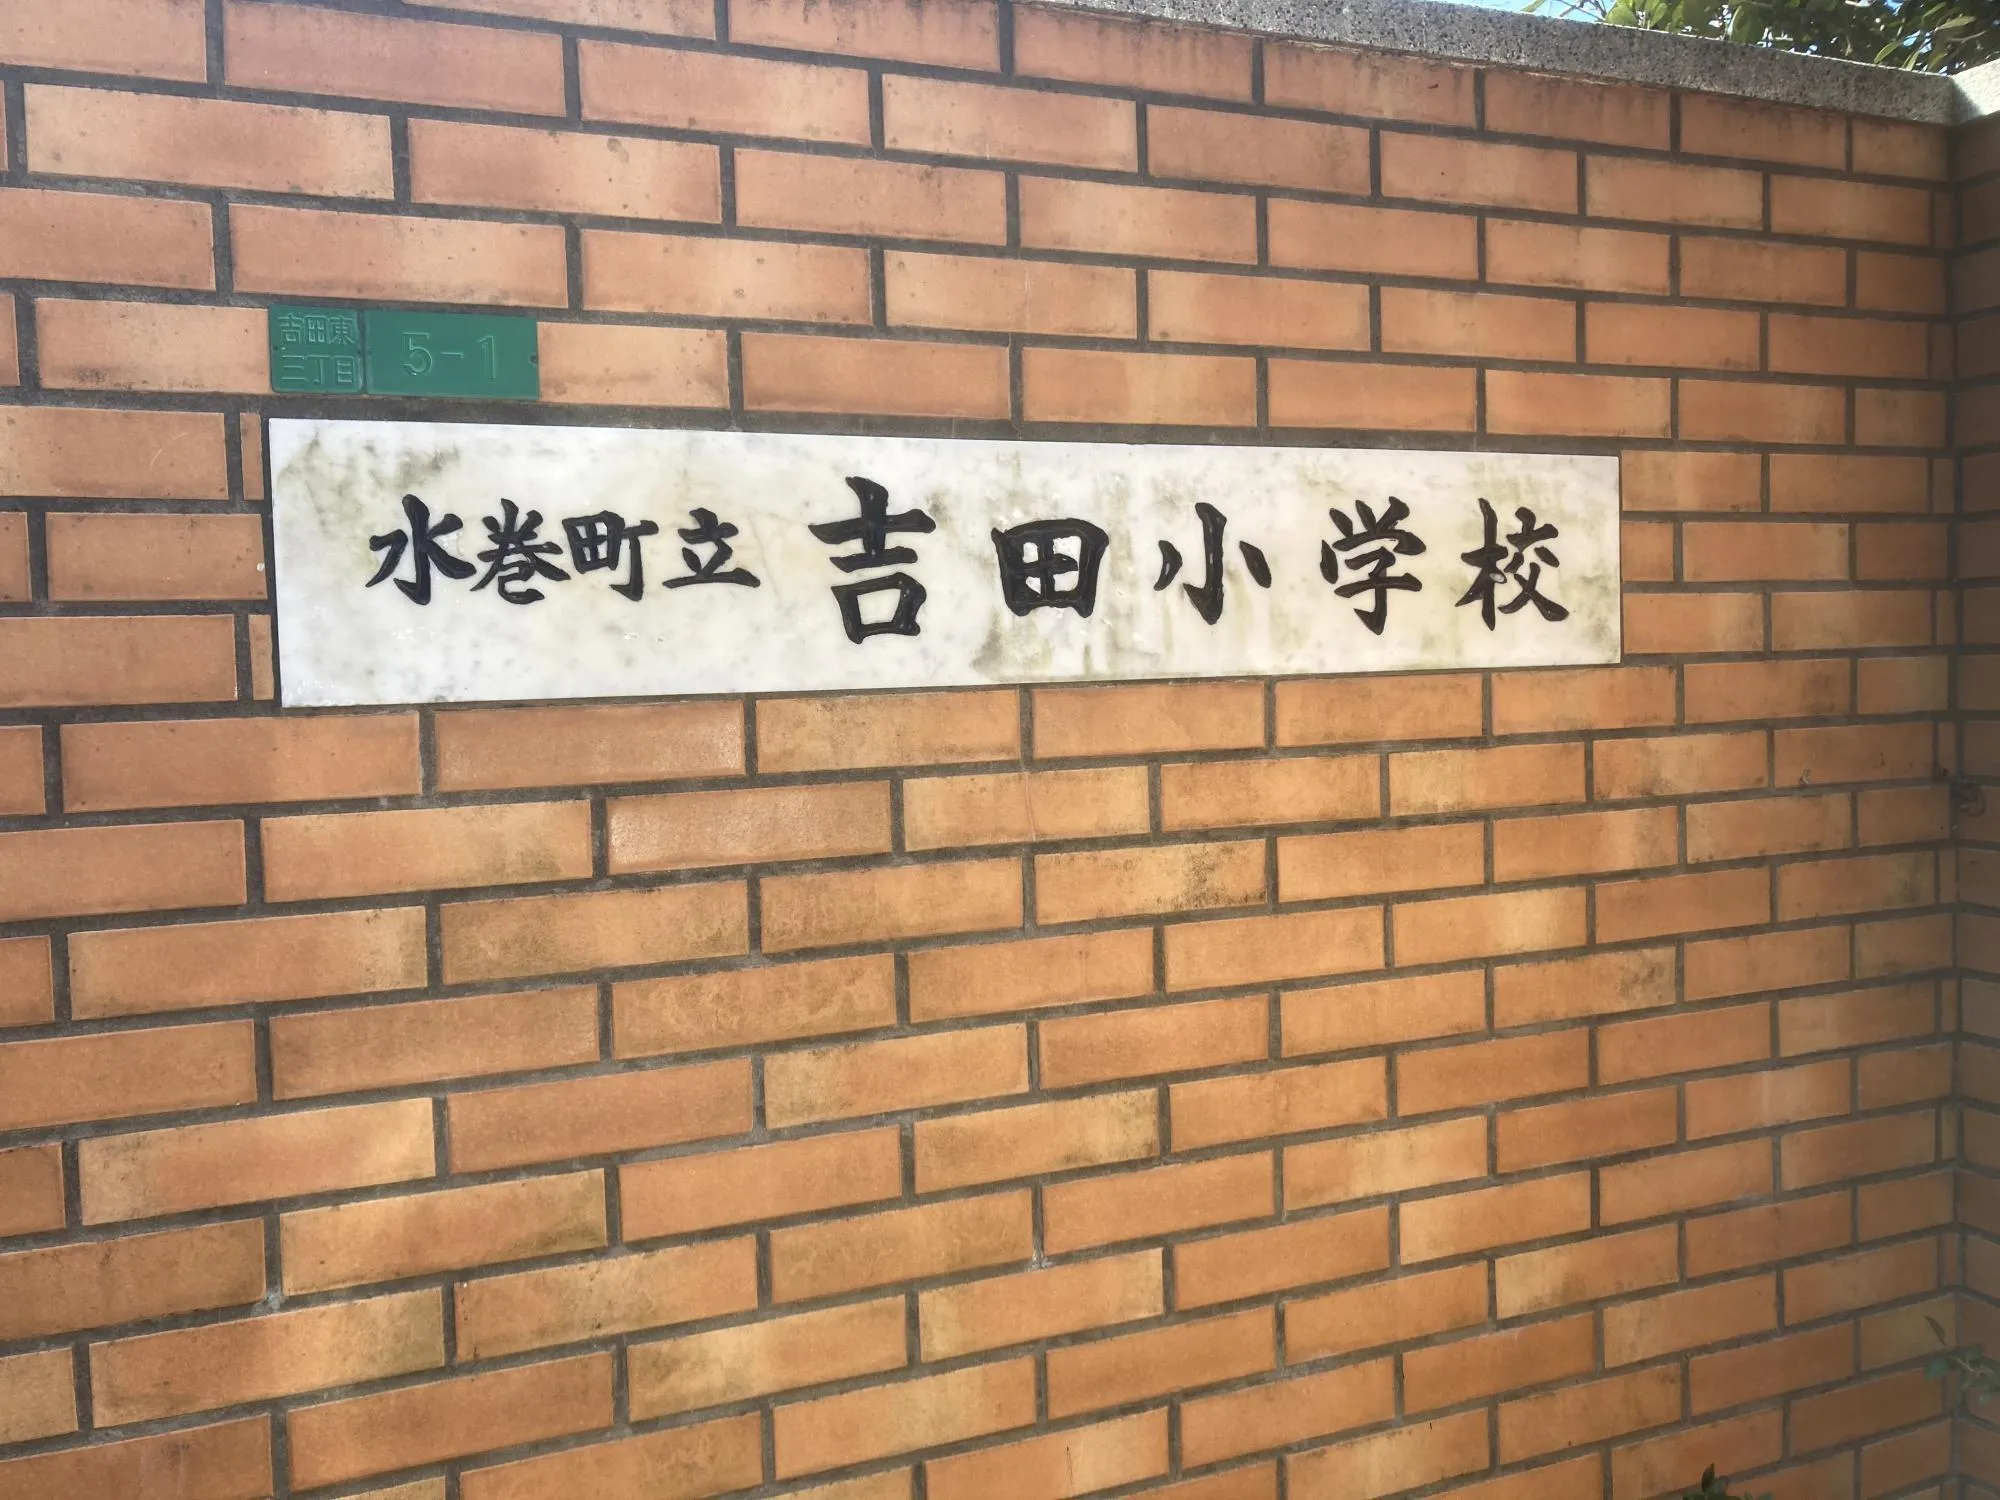 吉田東
三丁目
5-1
水巻町立 吉田小学校